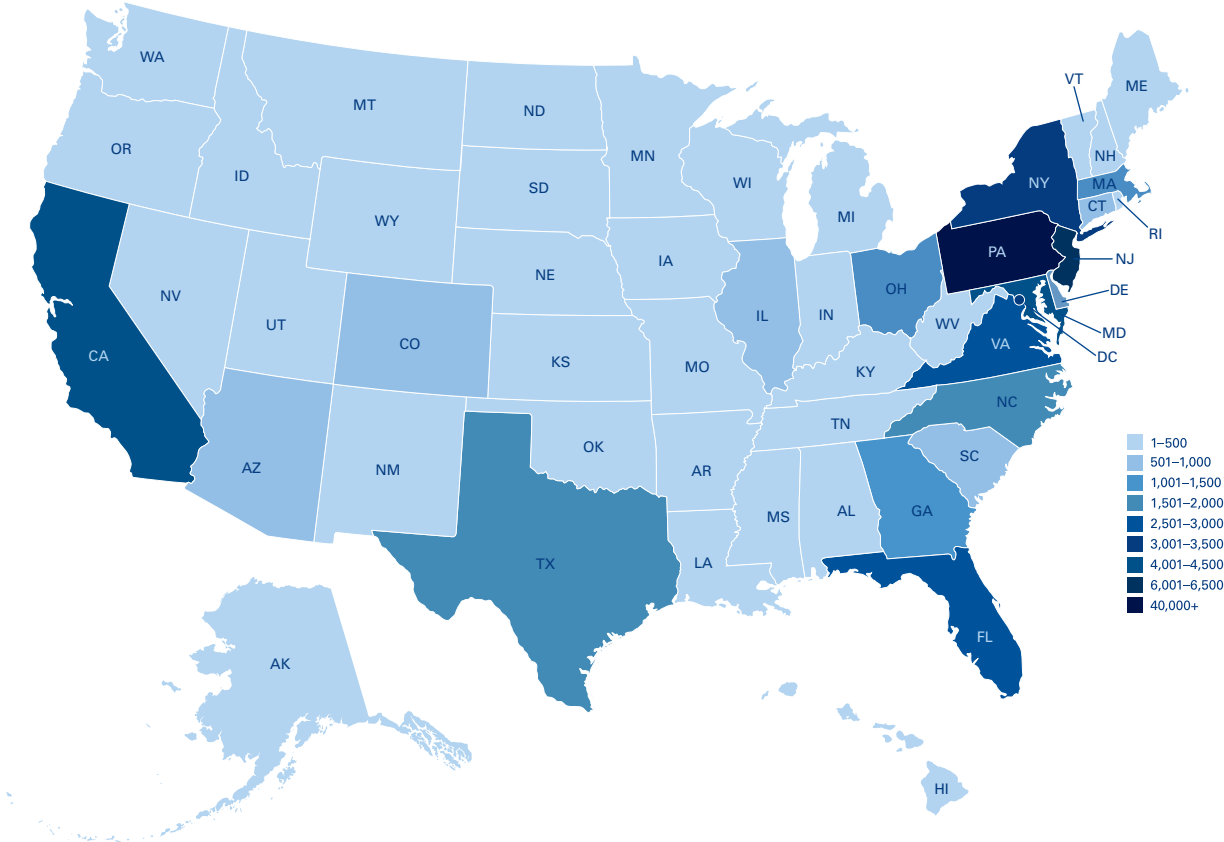 WA
MT
ND
MN
VT
ME
OR
ID
SD
WI
NH
WY
MI
NY
MA
CT
RI
NV
UT
NE
IA
PA
NJ
CA
CO
KS
MO
IL
IN
OH
WV
VA
DE
MD
DC
KY
AZ
NM
OK
AR
TN
NC
SC
TX
LA
MS
AL
GA
FL
AK
HI
1–500
501–1,000
1,001–1,500
1,501–2,000
2,501–3,000
3,001–3,500
4,001–4,500
6,001–6,500
40,000+